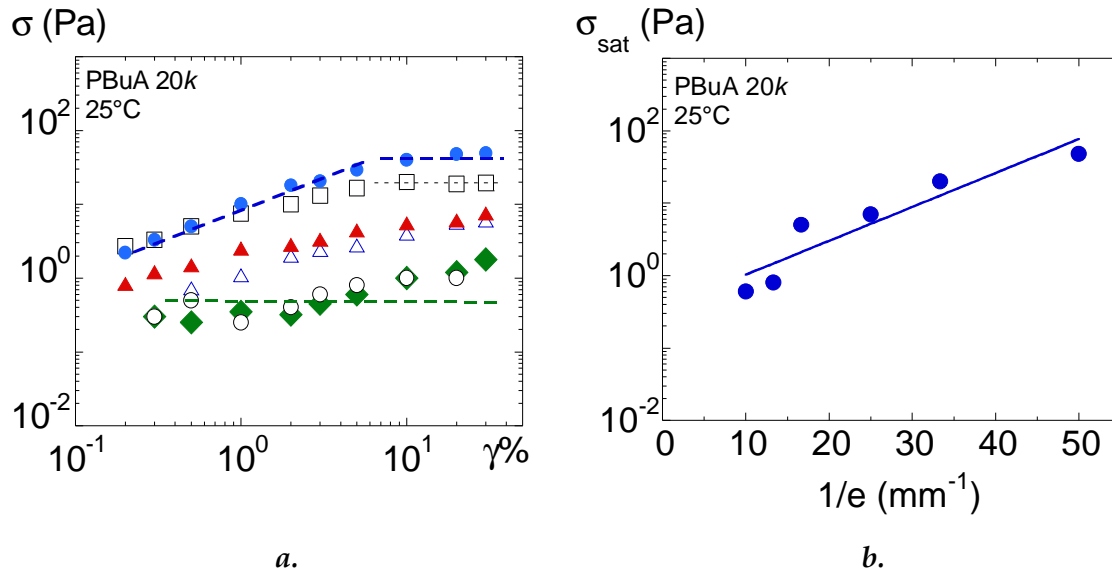 σ (Pa)
PBuA 20k
25°C
10²
10⁰
10⁻²
10⁻¹ 10⁰ 10¹ γ%
a.
σsat (Pa)
PBuA 20k
25°C
10²
10⁰
10⁻²
0 10 20 30 40 50
1/e (mm⁻¹)
b.